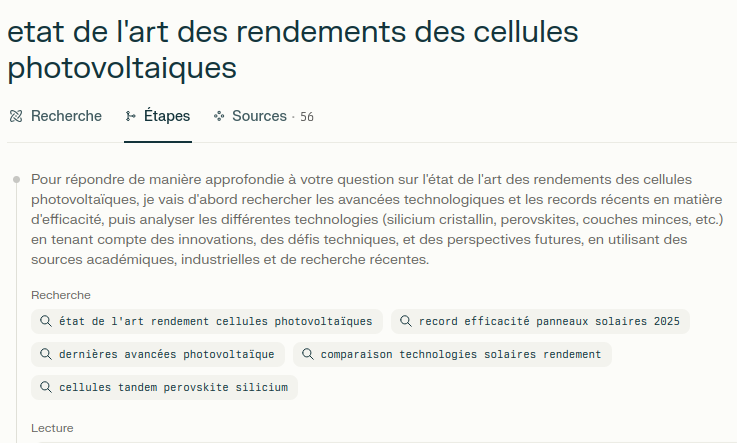 etat de l'art des rendements des cellules
photovoltaiques
Recherche Étapes Sources · 56
Pour répondre de manière approfondie à votre question sur l'état de l'art des rendements des cellules
photovoltaïques, je vais d'abord rechercher les avancées technologiques et les records récents en matière
d'efficacité, puis analyser les différentes technologies (silicium cristallin, perovskites, couches minces, etc.)
en tenant compte des innovations, des défis techniques, et des perspectives futures, en utilisant des
sources académiques, industrielles et de recherche récentes.
Recherche
état de l'art rendement cellules photovoltaïques record efficacité panneaux solaires 2025
dernières avancées photovoltaïque comparaison technologies solaires rendement
cellules tandem perovskite silicium
Lecture